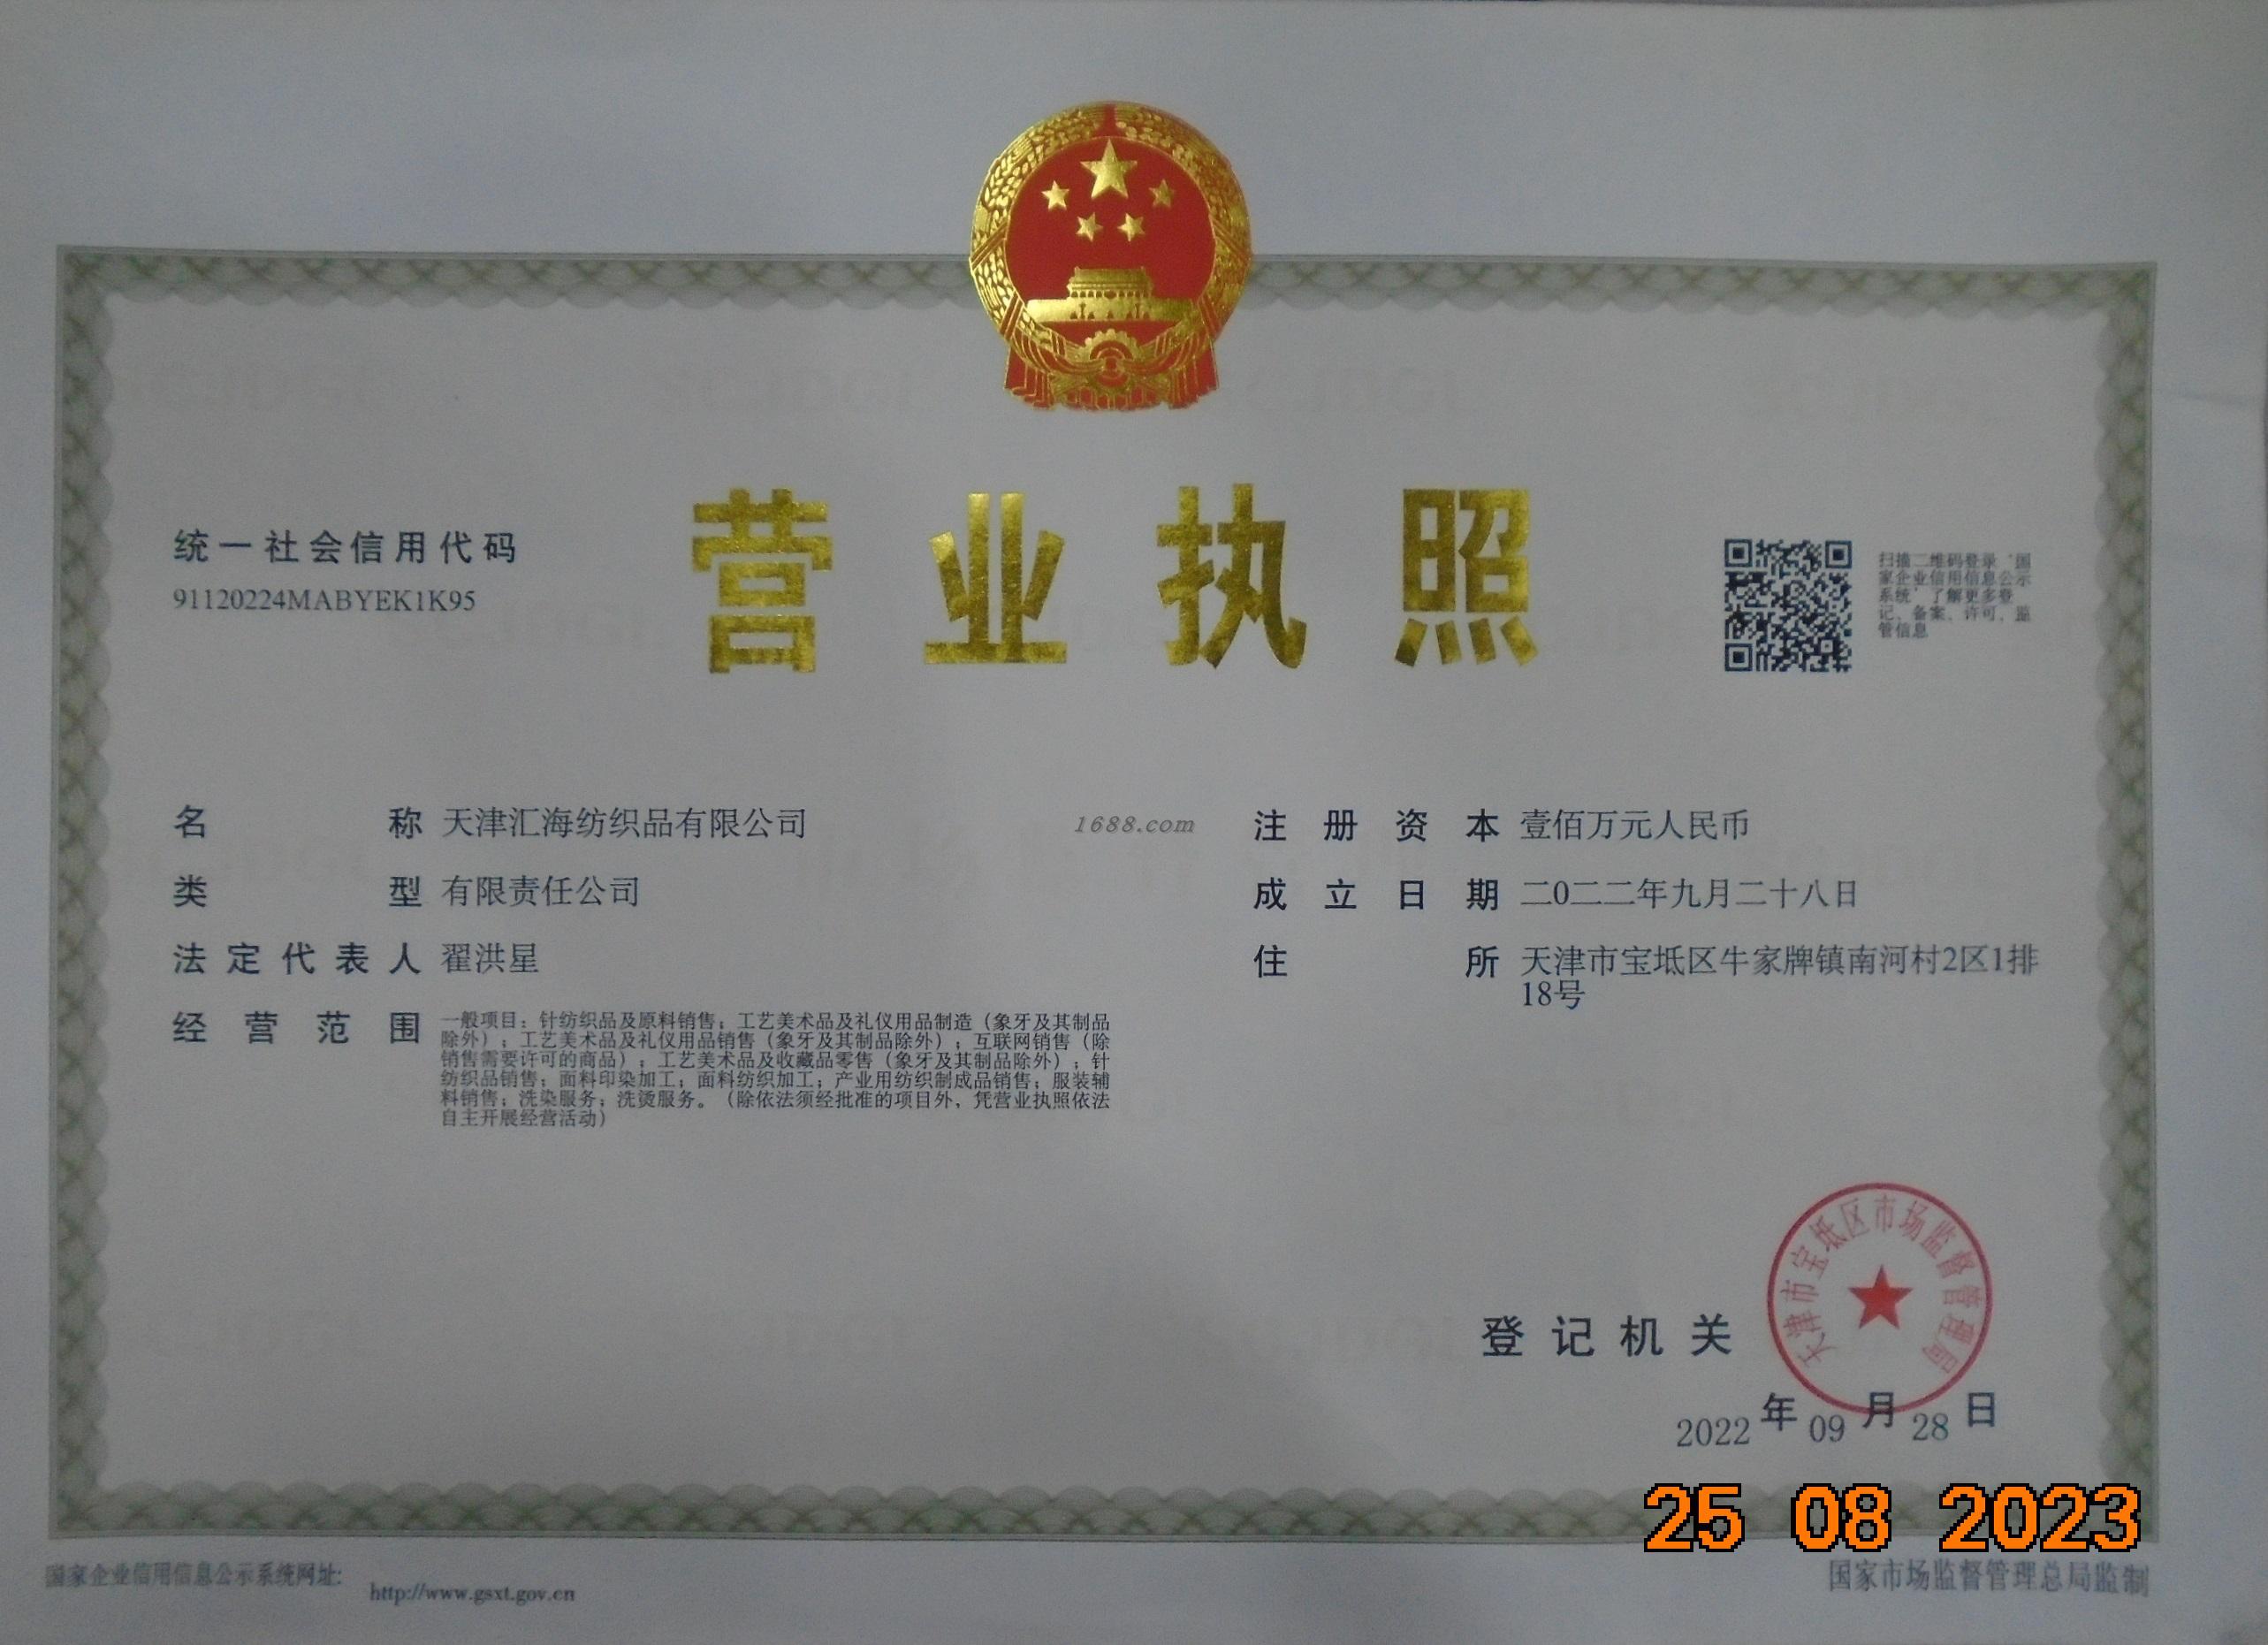 营业执照
统一社会信用代码
91120224MABYEK1K95
扫描二维码登录‘国
家企业信用信息公示
系统’了解更多登
记、备案、许可、监
管信息
名称 天津汇海纺织品有限公司
类型 有限责任公司
法定代表人 翟洪星
经营范围 一般项目：针纺织品及原料销售；工艺美术品及礼仪用品制造（象牙及其制品
除外）；工艺美术品及礼仪用品销售（象牙及其制品除外）；互联网销售（除
销售需要许可的商品）；工艺美术品及收藏品零售（象牙及其制品除外）；针
纺织品销售；面料印染加工；面料纺织加工；产业用纺织制成品销售；服装辅
料销售；洗染服务；洗烫服务。（除依法须经批准的项目外，凭营业执照依法
自主开展经营活动）
1688.com
注册资本 壹佰万元人民币
成立日期 二〇二二年九月二十八日
住所 天津市宝坻区牛家牌镇南河村2区1排
18号
登记机关
天津市宝坻区市场监督管理局
2022年09月28日
25 08 2023
国家企业信用信息公示系统网址:
http://www.gsxt.gov.cn
国家市场监督管理总局监制